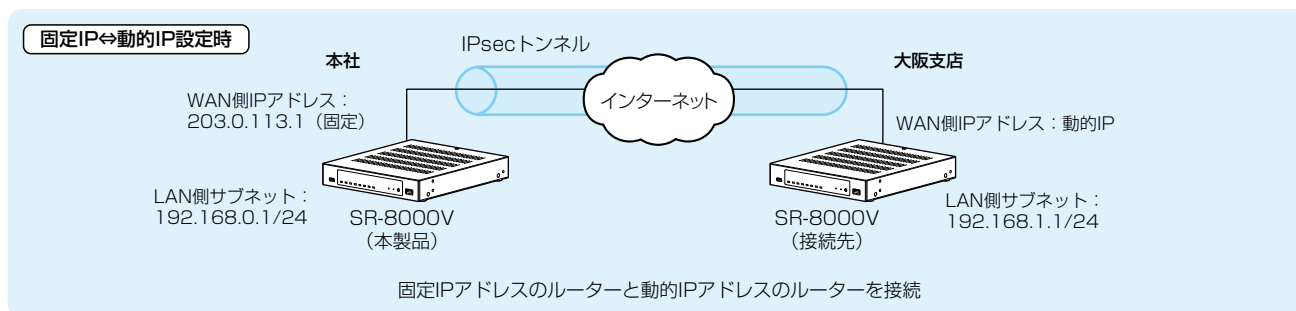 固定IP⇔動的IP設定時
IPsecトンネル
本社
大阪支店
インターネット
WAN側IPアドレス：
203.0.113.1（固定）
WAN側IPアドレス：動的IP
LAN側サブネット：
192.168.0.1/24
SR-8000V
（本製品）
SR-8000V
（接続先）
LAN側サブネット：
192.168.1.1/24
固定IPアドレスのルーターと動的IPアドレスのルーターを接続